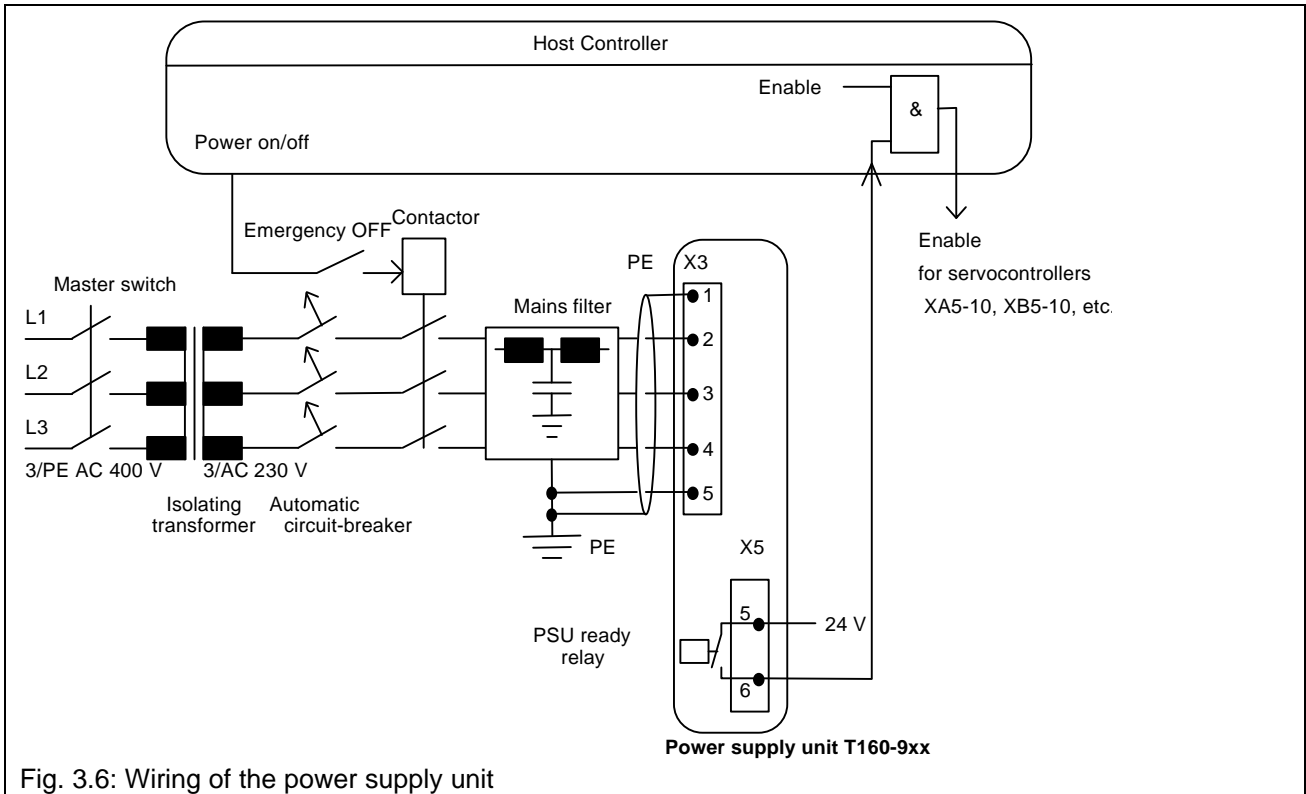 Host Controller
Enable
&
Power on/off
Emergency OFF
Contactor
Enable
for servocontrollers
XA5-10, XB5-10, etc.
PE
X3
Master switch
Mains filter
L1
L2
L3
1
2
3
4
5
3/PE AC 400 V
3/AC 230 V
Isolating
transformer
Automatic
circuit-breaker
PE
X5
PSU ready
relay
5
24 V
6
Power supply unit T160-9xx
Fig. 3.6: Wiring of the power supply unit